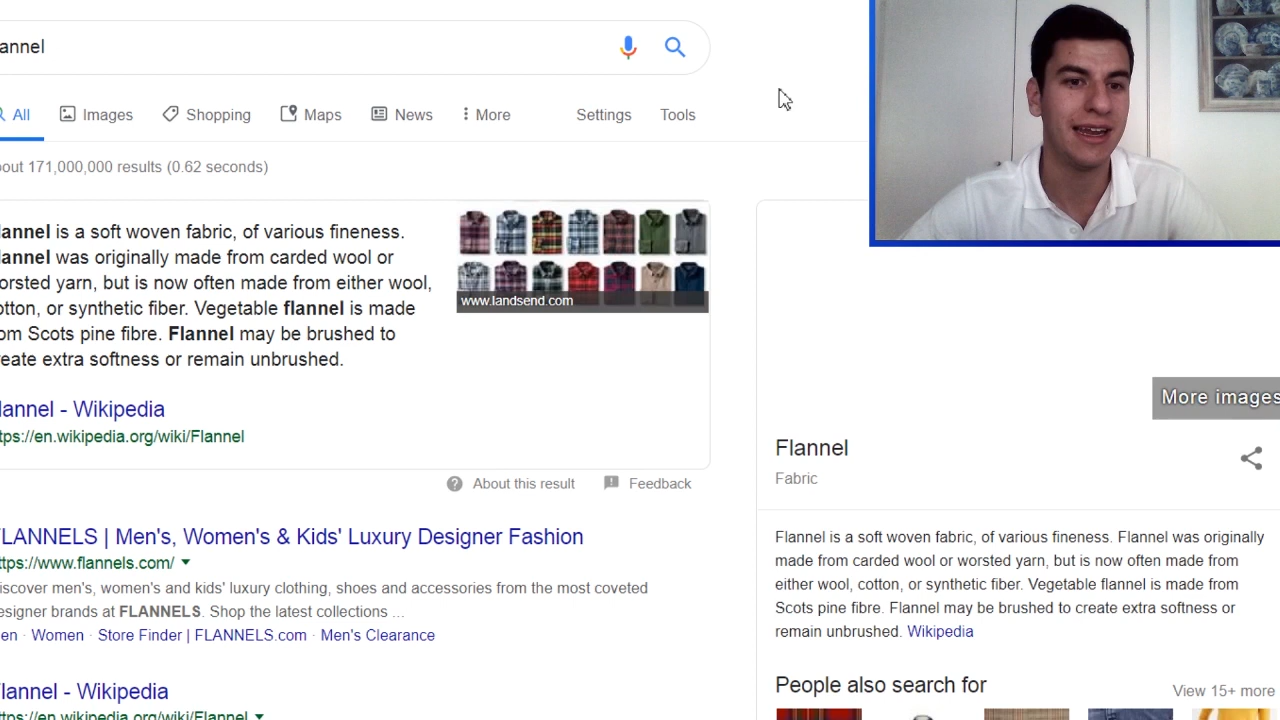 annel
All
Images
Shopping
Maps
News
More
Settings
Tools
out 171,000,000 results (0.62 seconds)
lannel is a soft woven fabric, of various fineness.
lannel was originally made from carded wool or
orsted yarn, but is now often made from either wool,
otton, or synthetic fiber. Vegetable flannel is made
om Scots pine fibre. Flannel may be brushed to
eate extra softness or remain unbrushed.
www.landsend.com
lannel - Wikipedia
tps://en.wikipedia.org/wiki/Flannel
About this result
Feedback
FLANNELS | Men's, Women's & Kids' Luxury Designer Fashion
tps://www.flannels.com/
iscover men's, women's and kids' luxury clothing, shoes and accessories from the most coveted
esigner brands at FLANNELS. Shop the latest collections ...
en · Women · Store Finder | FLANNELS.com · Men's Clearance
lannel - Wikipedia
tps://en.wikipedia.org/wiki/Flannel
More images
Flannel
Fabric
Flannel is a soft woven fabric, of various fineness. Flannel was originally
made from carded wool or worsted yarn, but is now often made from
either wool, cotton, or synthetic fiber. Vegetable flannel is made from
Scots pine fibre. Flannel may be brushed to create extra softness or
remain unbrushed. Wikipedia
People also search for
View 15+ more